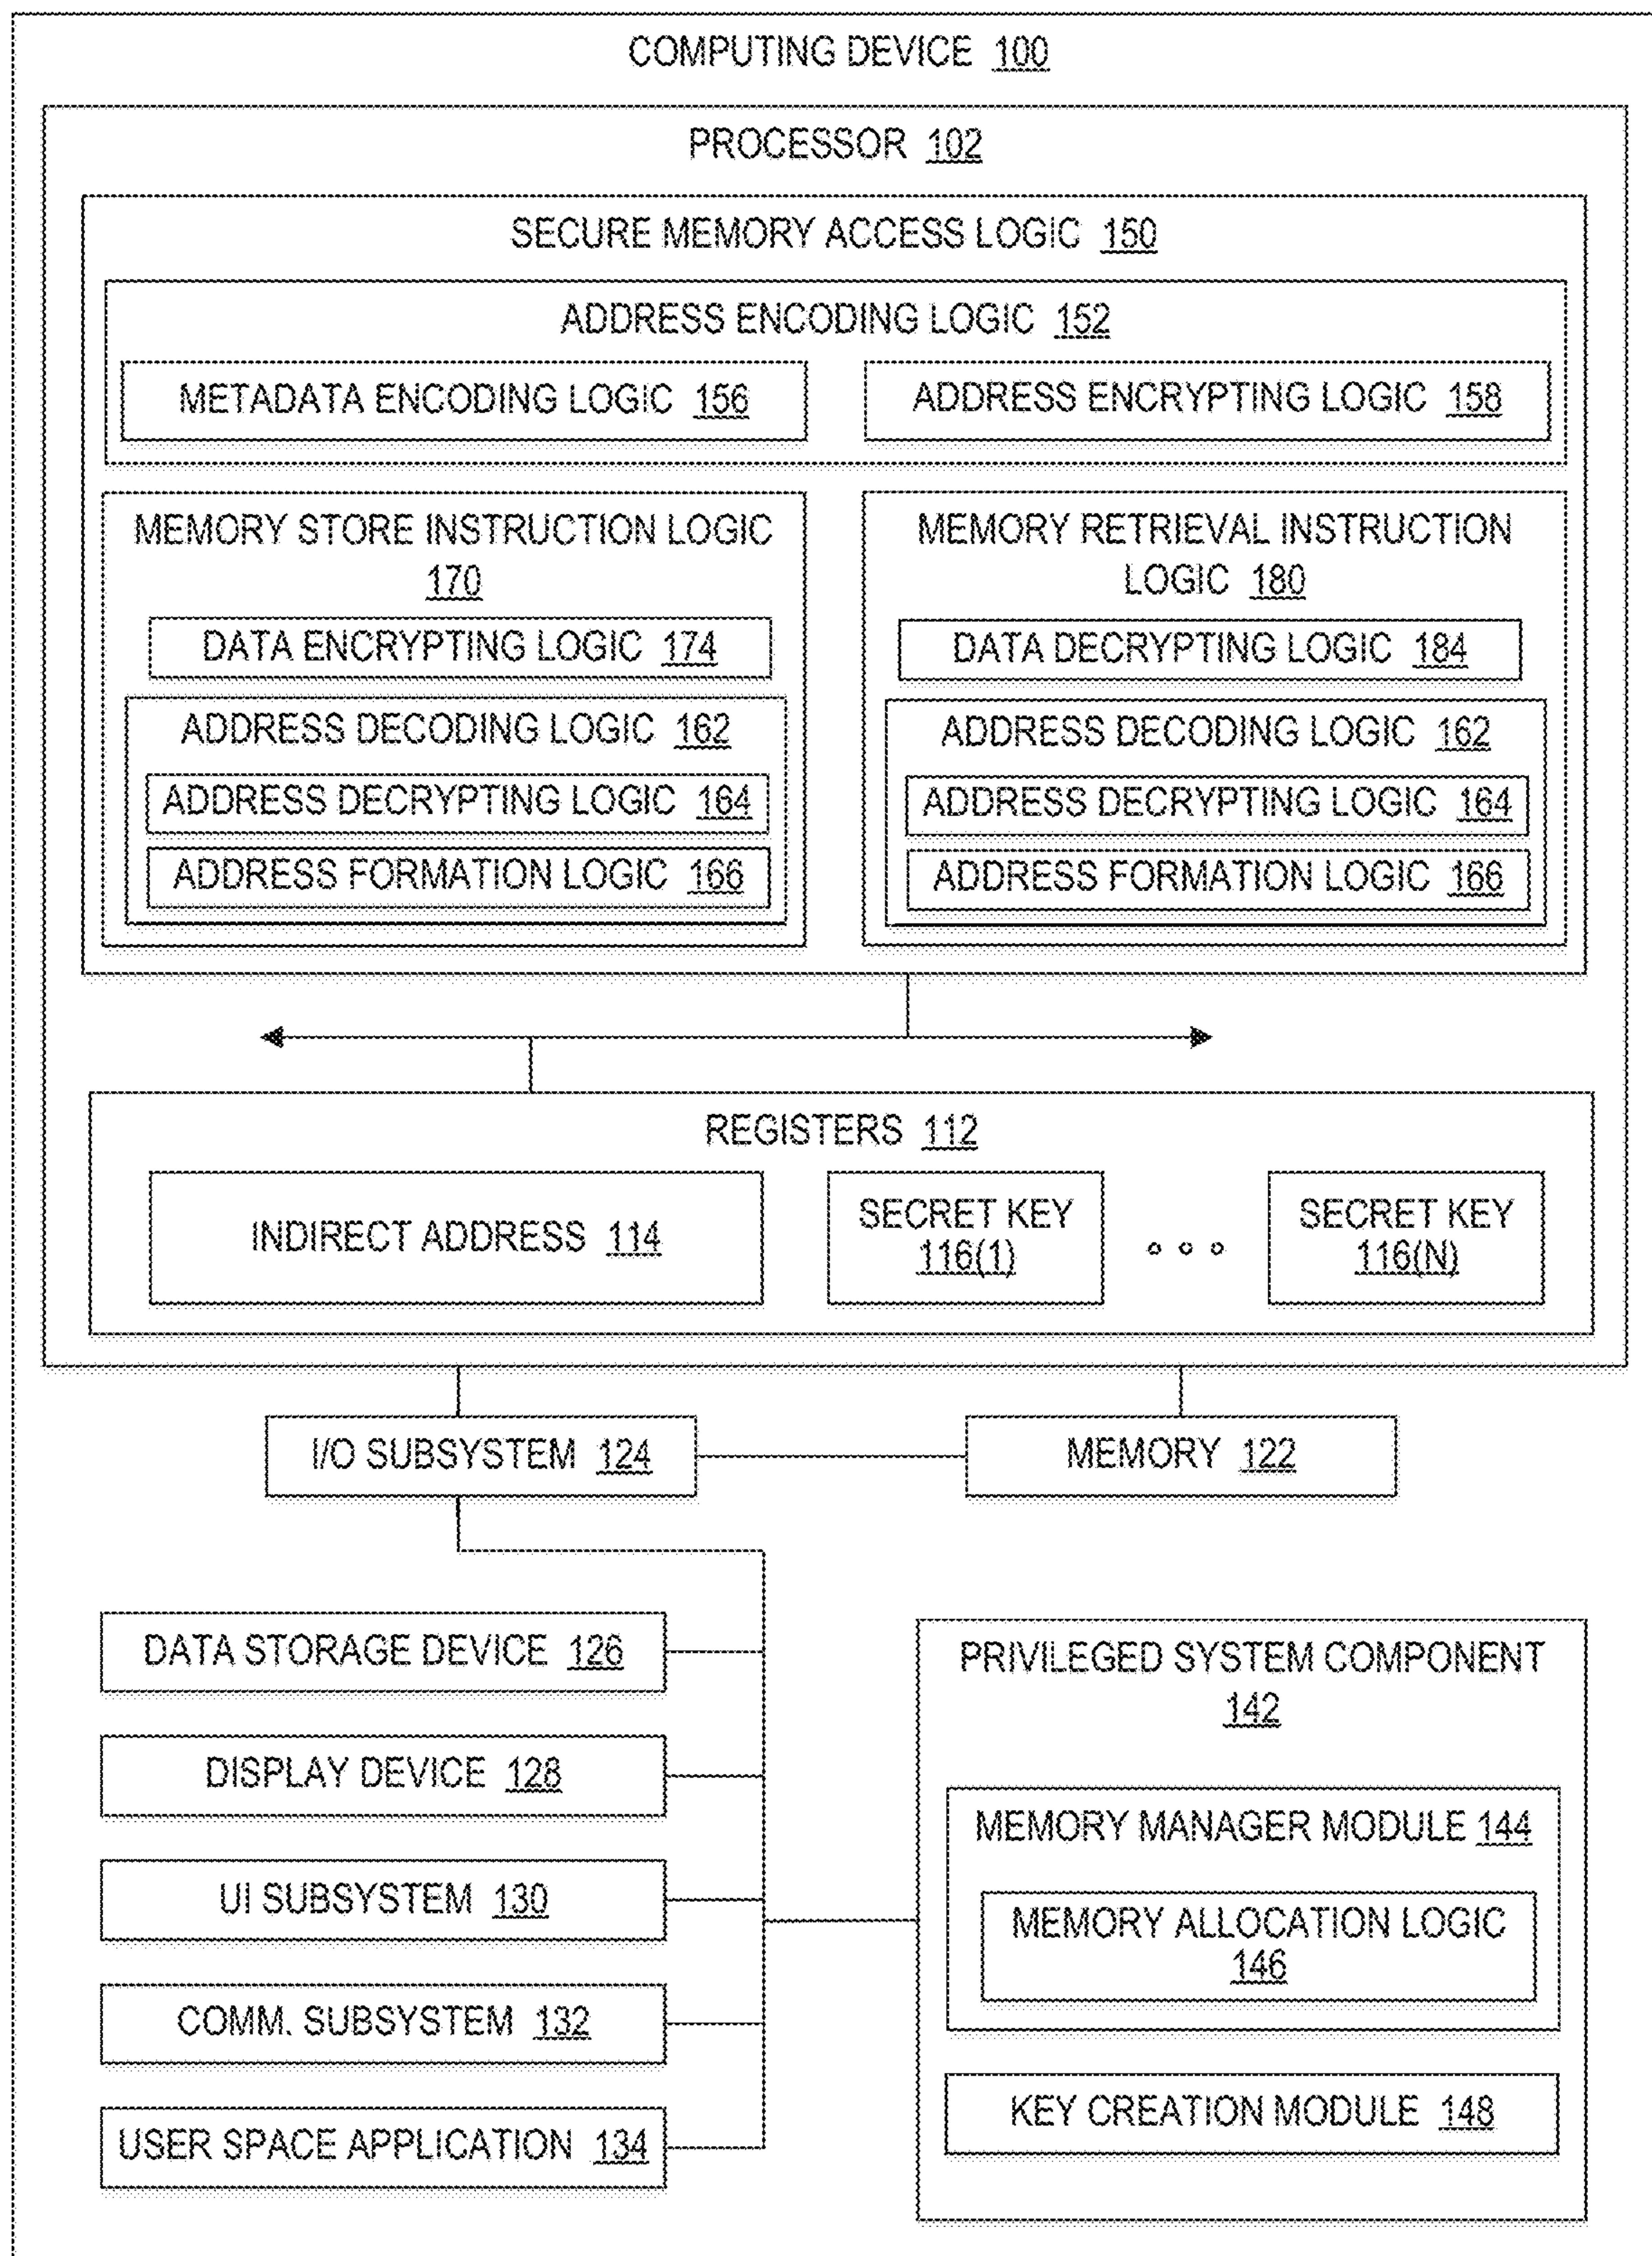 COMPUTING DEVICE 100
PROCESSOR 102
SECURE MEMORY ACCESS LOGIC 150
ADDRESS ENCODING LOGIC 152
METADATA ENCODING LOGIC 156
ADDRESS ENCRYPTING LOGIC 158
MEMORY STORE INSTRUCTION LOGIC
170
DATA ENCRYPTING LOGIC 174
ADDRESS DECODING LOGIC 162
ADDRESS DECRYPTING LOGIC 164
ADDRESS FORMATION LOGIC 166
MEMORY RETRIEVAL INSTRUCTION
LOGIC 180
DATA DECRYPTING LOGIC 184
ADDRESS DECODING LOGIC 162
ADDRESS DECRYPTING LOGIC 164
ADDRESS FORMATION LOGIC 166
REGISTERS 112
INDIRECT ADDRESS 114
SECRET KEY
116(1)
SECRET KEY
116(N)
I/O SUBSYSTEM 124
MEMORY 122
DATA STORAGE DEVICE 126
DISPLAY DEVICE 128
UI SUBSYSTEM 130
COMM. SUBSYSTEM 132
USER SPACE APPLICATION 134
PRIVILEGED SYSTEM COMPONENT
142
MEMORY MANAGER MODULE 144
MEMORY ALLOCATION LOGIC
146
KEY CREATION MODULE 148